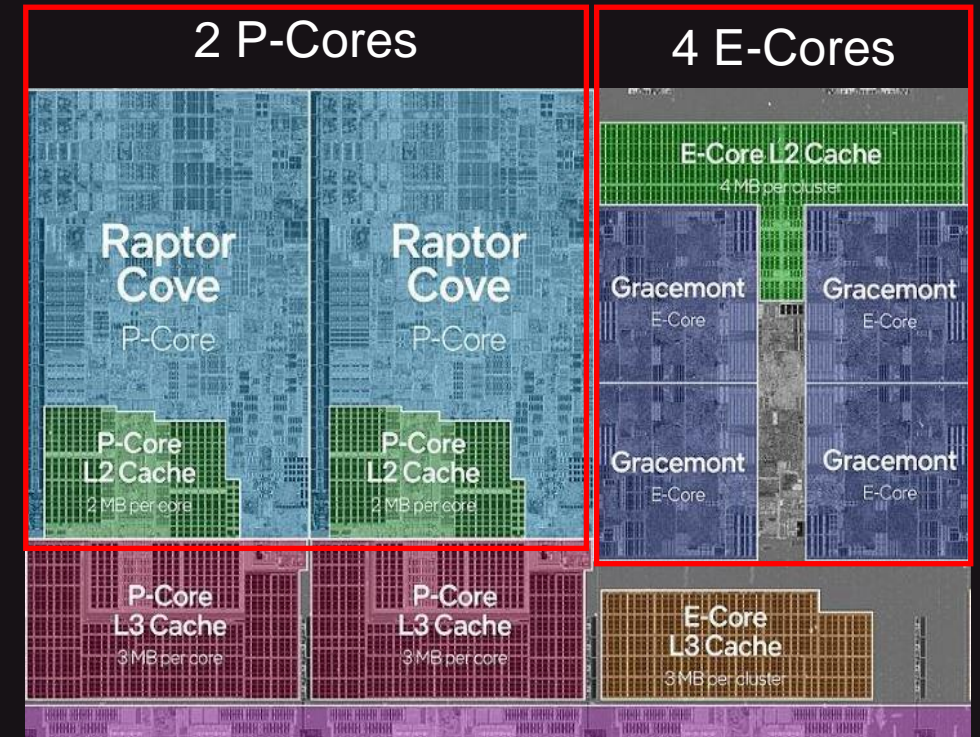 2 P-Cores
4 E-Cores
Raptor
Cove
P-Core
P-Core
L2 Cache
2 MB per core
Raptor
Cove
P-Core
P-Core
L2 Cache
2 MB per core
E-Core L2 Cache
4 MB per cluster
Gracemont
E-Core
Gracemont
E-Core
Gracemont
E-Core
Gracemont
E-Core
P-Core
L3 Cache
3 MB per core
P-Core
L3 Cache
3 MB per core
E-Core
L3 Cache
3 MB per cluster